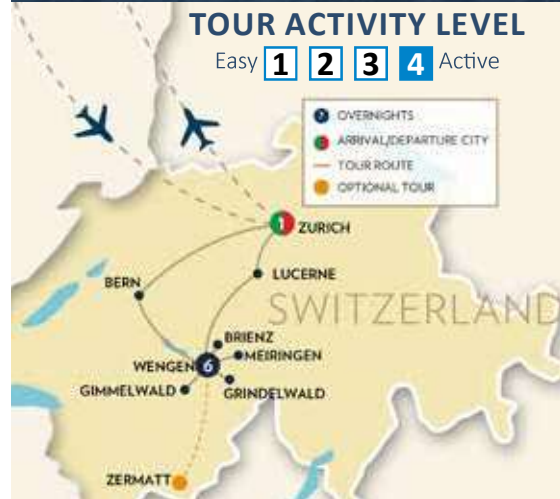 TOUR ACTIVITY LEVEL
Easy 1 2 3 4 Active
OVERNIGHTS
ARRIVAL/DEPARTURE CITY
TOUR ROUTE
OPTIONAL TOUR
1 ZURICH
LUCERNE
BERN
SWITZERLAND
BRIENZ
MEIRINGEN
WENGEN 6
GIMMELWALD
GRINDELWALD
ZERMATT